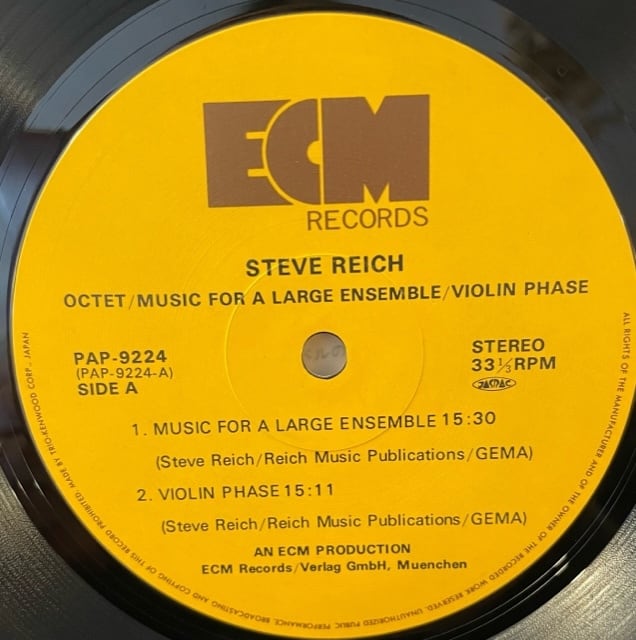 ECM
RECORDS
STEVE REICH
OCTET/MUSIC FOR A LARGE ENSEMBLE/VIOLIN PHASE
PAP-9224
(PAP-9224-A)
SIDE A
STEREO
33⅓RPM
JASRAC
1. MUSIC FOR A LARGE ENSEMBLE 15:30
(Steve Reich/Reich Music Publications/GEMA)
2. VIOLIN PHASE 15:11
(Steve Reich/Reich Music Publications/GEMA)
AN ECM PRODUCTION
ECM Records/Verlag GmbH, Muenchen
ALL RIGHTS OF THE MANUFACTURER AND OF THE OWNER OF THE RECORDED WORK RESERVED. UNAUTHORIZED PUBLIC PERFORMANCE, BROADCASTING AND COPYING OF THIS RECORD PROHIBITED. MADE BY TRIO-KENWOOD CORP., JAPAN